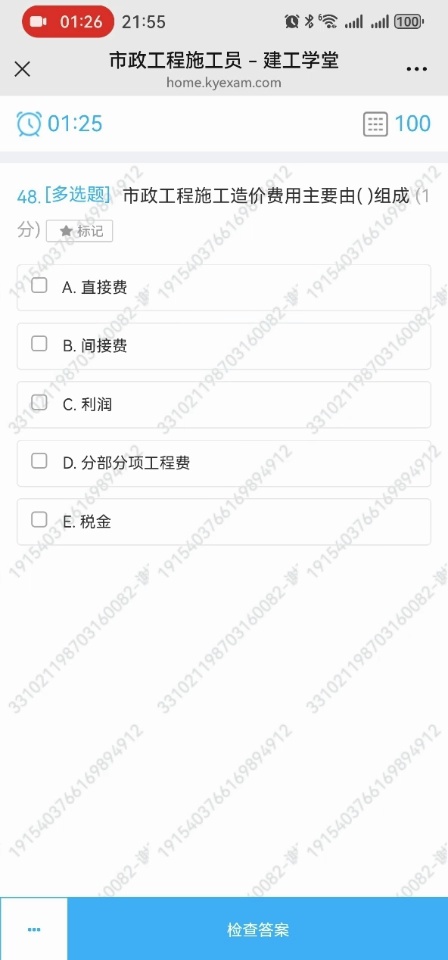 01:26 21:55 100
市政工程施工员 - 建工学堂
home.kyexam.com
01:25 100
48. [多选题] 市政工程施工造价费用主要由( )组成 (1
分) ★ 标记
A. 直接费
B. 间接费
C. 利润
D. 分部分项工程费
E. 税金
检查答案